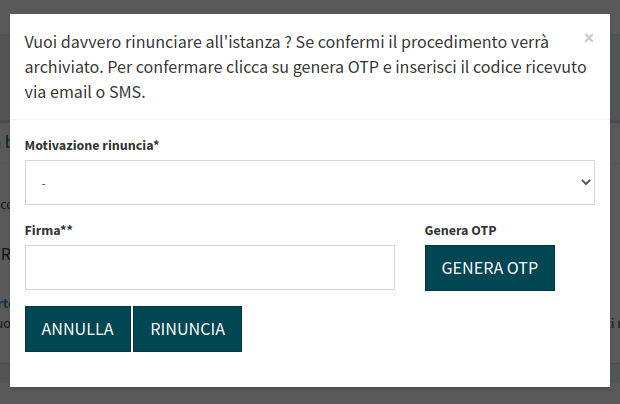 Vuoi davvero rinunciare all'istanza ? Se confermi il procedimento verrà
archiviato. Per confermare clicca su genera OTP e inserisci il codice ricevuto
via email o SMS.
×
Motivazione rinuncia*
-
Firma**
Genera OTP
GENERA OTP
ANNULLA
RINUNCIA